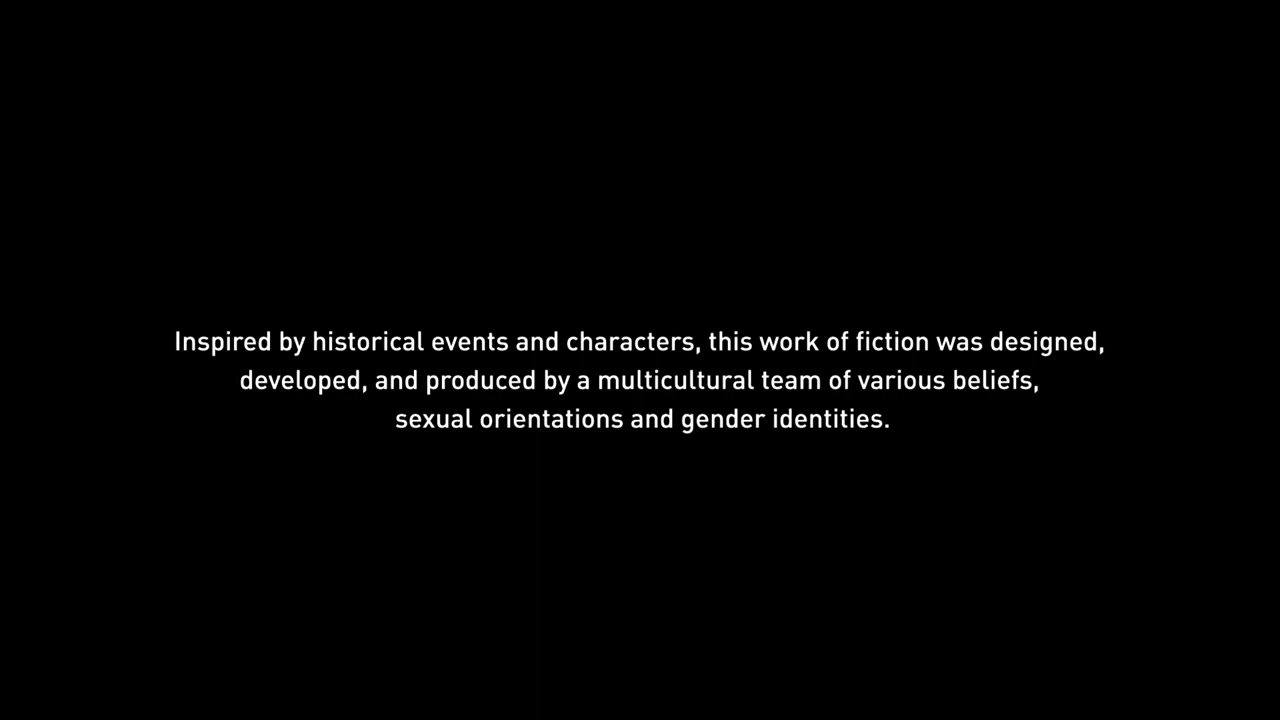 Inspired by historical events and characters, this work of fiction was designed,
developed, and produced by a multicultural team of various beliefs,
sexual orientations and gender identities.